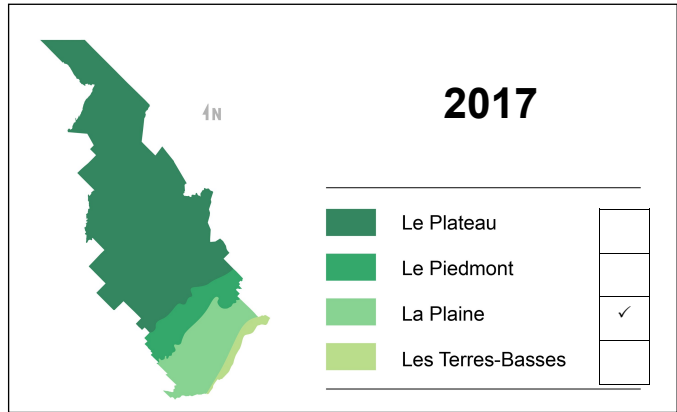 N
2017
Le Plateau
Le Piedmont
La Plaine ✓
Les Terres-Basses